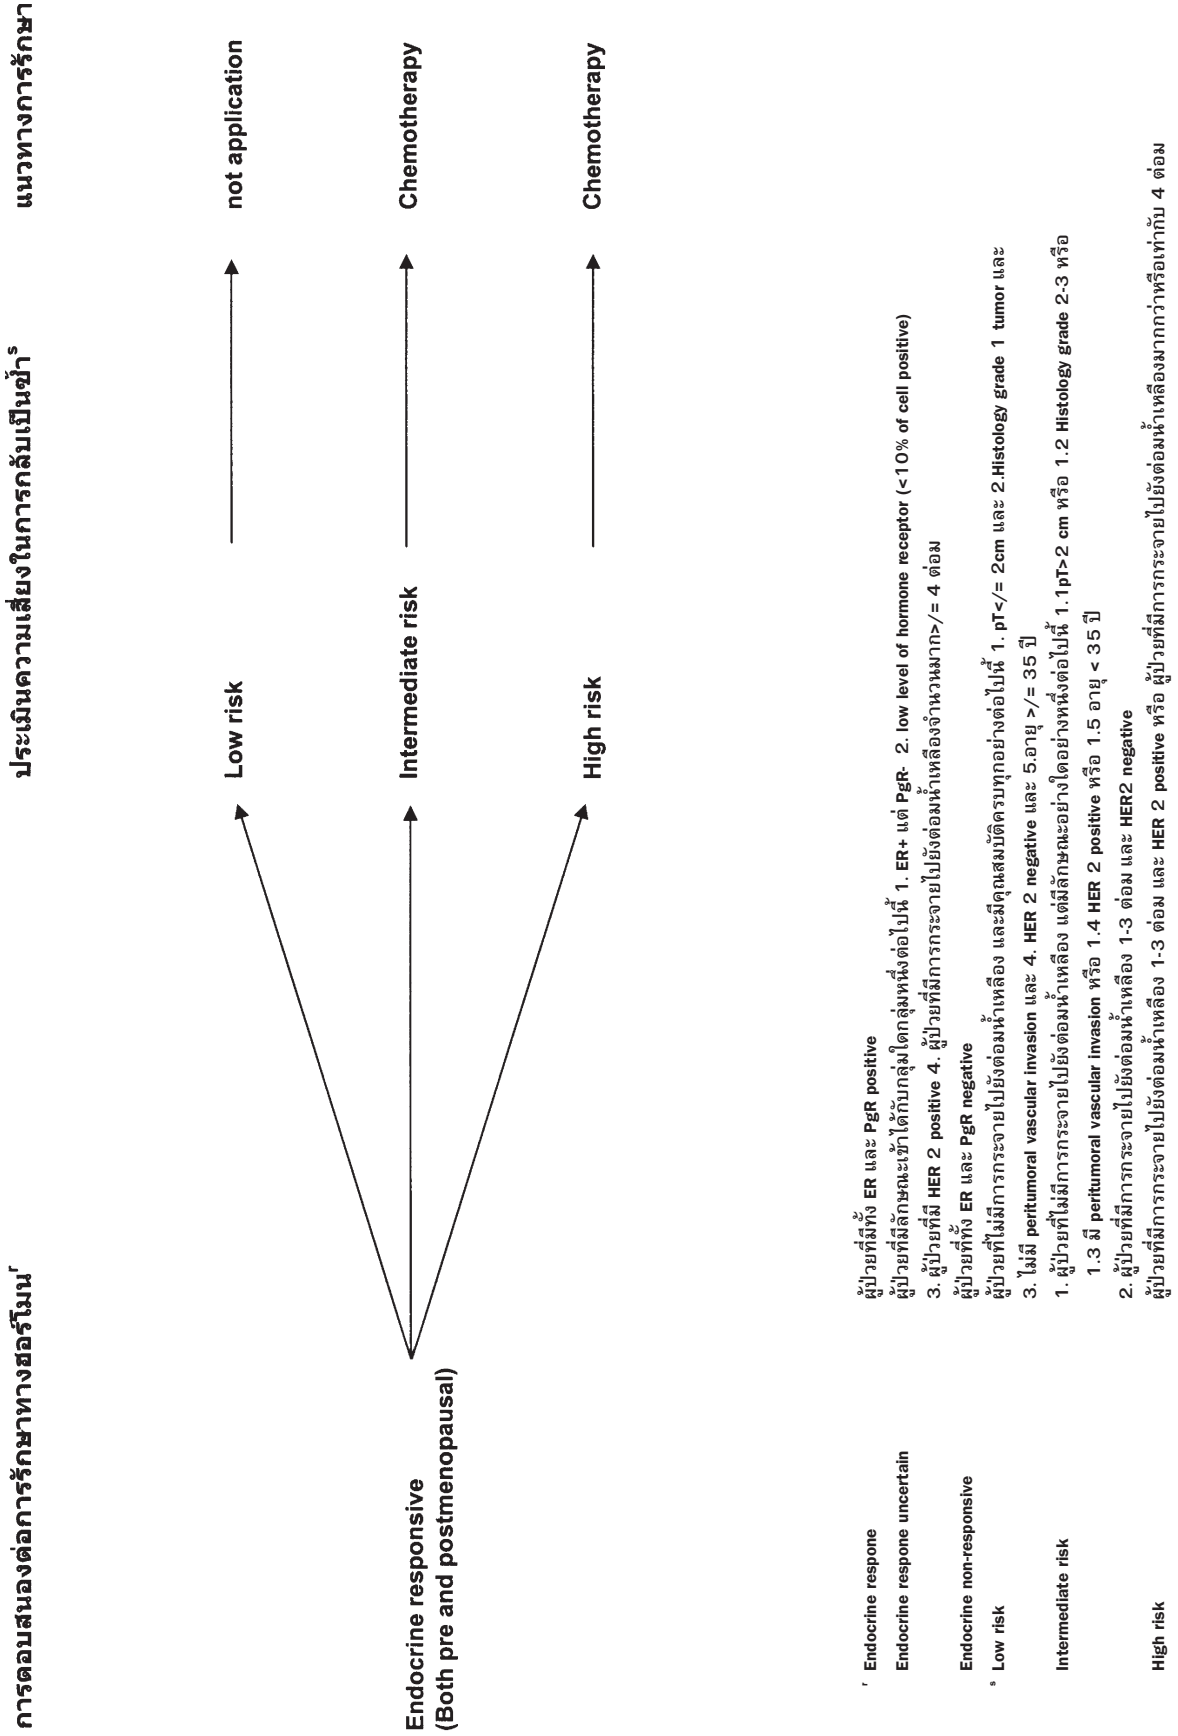 การตอบสนองต่อการรักษาทางฮอร์โมนʳ ประเมินความเสี่ยงในการกลับเป็นซ้ำˢ แนวทางการรักษา
Low risk not application
Endocrine responsive Intermediate risk Chemotherapy
(Both pre and postmenopausal)
High risk Chemotherapy
ʳ Endocrine respone ผู้ป่วยที่มีทั้ง ER และ PgR positive
Endocrine respone uncertain ผู้ป่วยที่มีลักษณะเข้าได้กับกลุ่มใดกลุ่มหนึ่งต่อไปนี้ 1. ER+ แต่ PgR- 2. low level of hormone receptor (<10% of cell positive)
3. ผู้ป่วยที่มี HER 2 positive 4. ผู้ป่วยที่มีการกระจายไปยังต่อมน้ำเหลืองจำนวนมาก>/= 4 ต่อม
Endocrine non-responsive ผู้ป่วยที่ทั้ง ER และ PgR negative
ˢ Low risk ผู้ป่วยที่ไม่มีการกระจายไปยังต่อมน้ำเหลือง และมีคุณสมบัติครบทุกอย่างต่อไปนี้ 1. pT</= 2cm และ 2.Histology grade 1 tumor และ
3. ไม่มี peritumoral vascular invasion และ 4. HER 2 negative และ 5.อายุ >/= 35 ปี
Intermediate risk 1. ผู้ป่วยที่ไม่มีการกระจายไปยังต่อมน้ำเหลือง แต่มีลักษณะอย่างใดอย่างหนึ่งต่อไปนี้ 1.1pT>2 cm หรือ 1.2 Histology grade 2-3 หรือ
1.3 มี peritumoral vascular invasion หรือ 1.4 HER 2 positive หรือ 1.5 อายุ < 35 ปี
2. ผู้ป่วยที่มีการกระจายไปยังต่อมน้ำเหลือง 1-3 ต่อม และ HER2 negative
High risk ผู้ป่วยที่มีการกระจายไปยังต่อมน้ำเหลือง 1-3 ต่อม และ HER 2 positive หรือ ผู้ป่วยที่มีการกระจายไปยังต่อมน้ำเหลืองมากกว่าหรือเท่ากับ 4 ต่อม